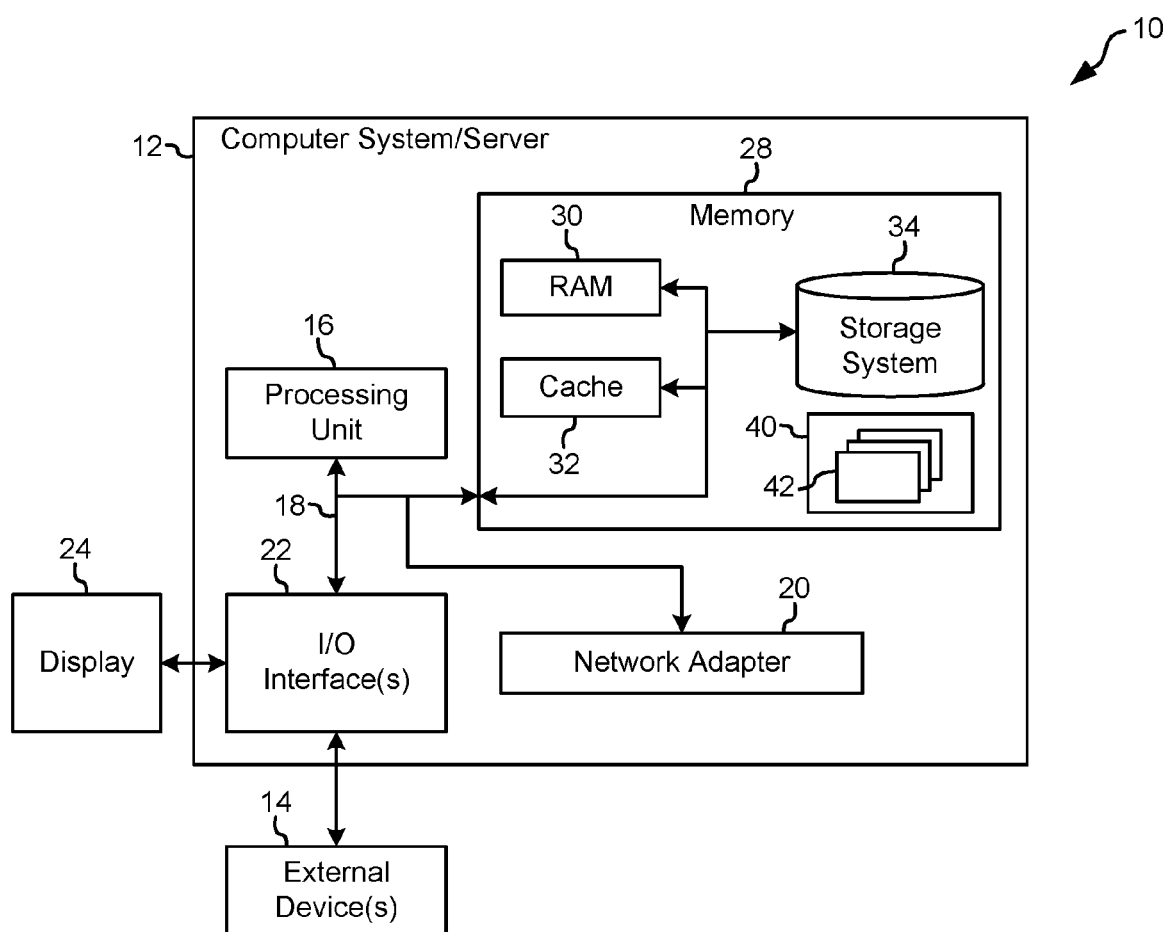 10
12
Computer System/Server
28
Memory
30
RAM
34
Storage
System
16
Processing
Unit
Cache
32
40
42
18
24
Display
22
I/O
Interface(s)
20
Network Adapter
14
External
Device(s)